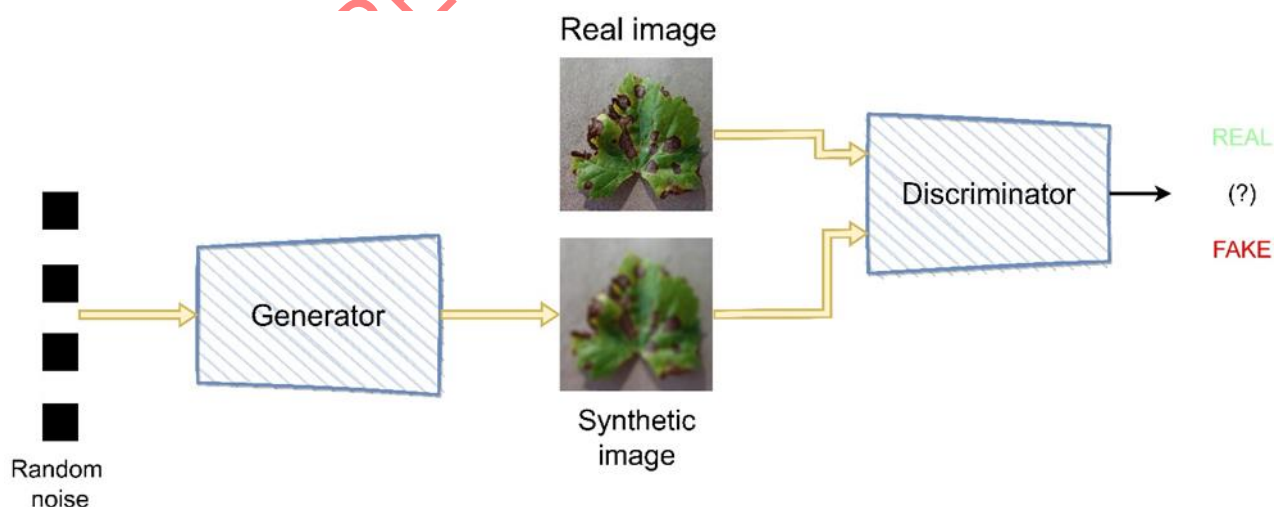 Real image
REAL
Discriminator
(?)
FAKE
Generator
Synthetic
image
Random
noise